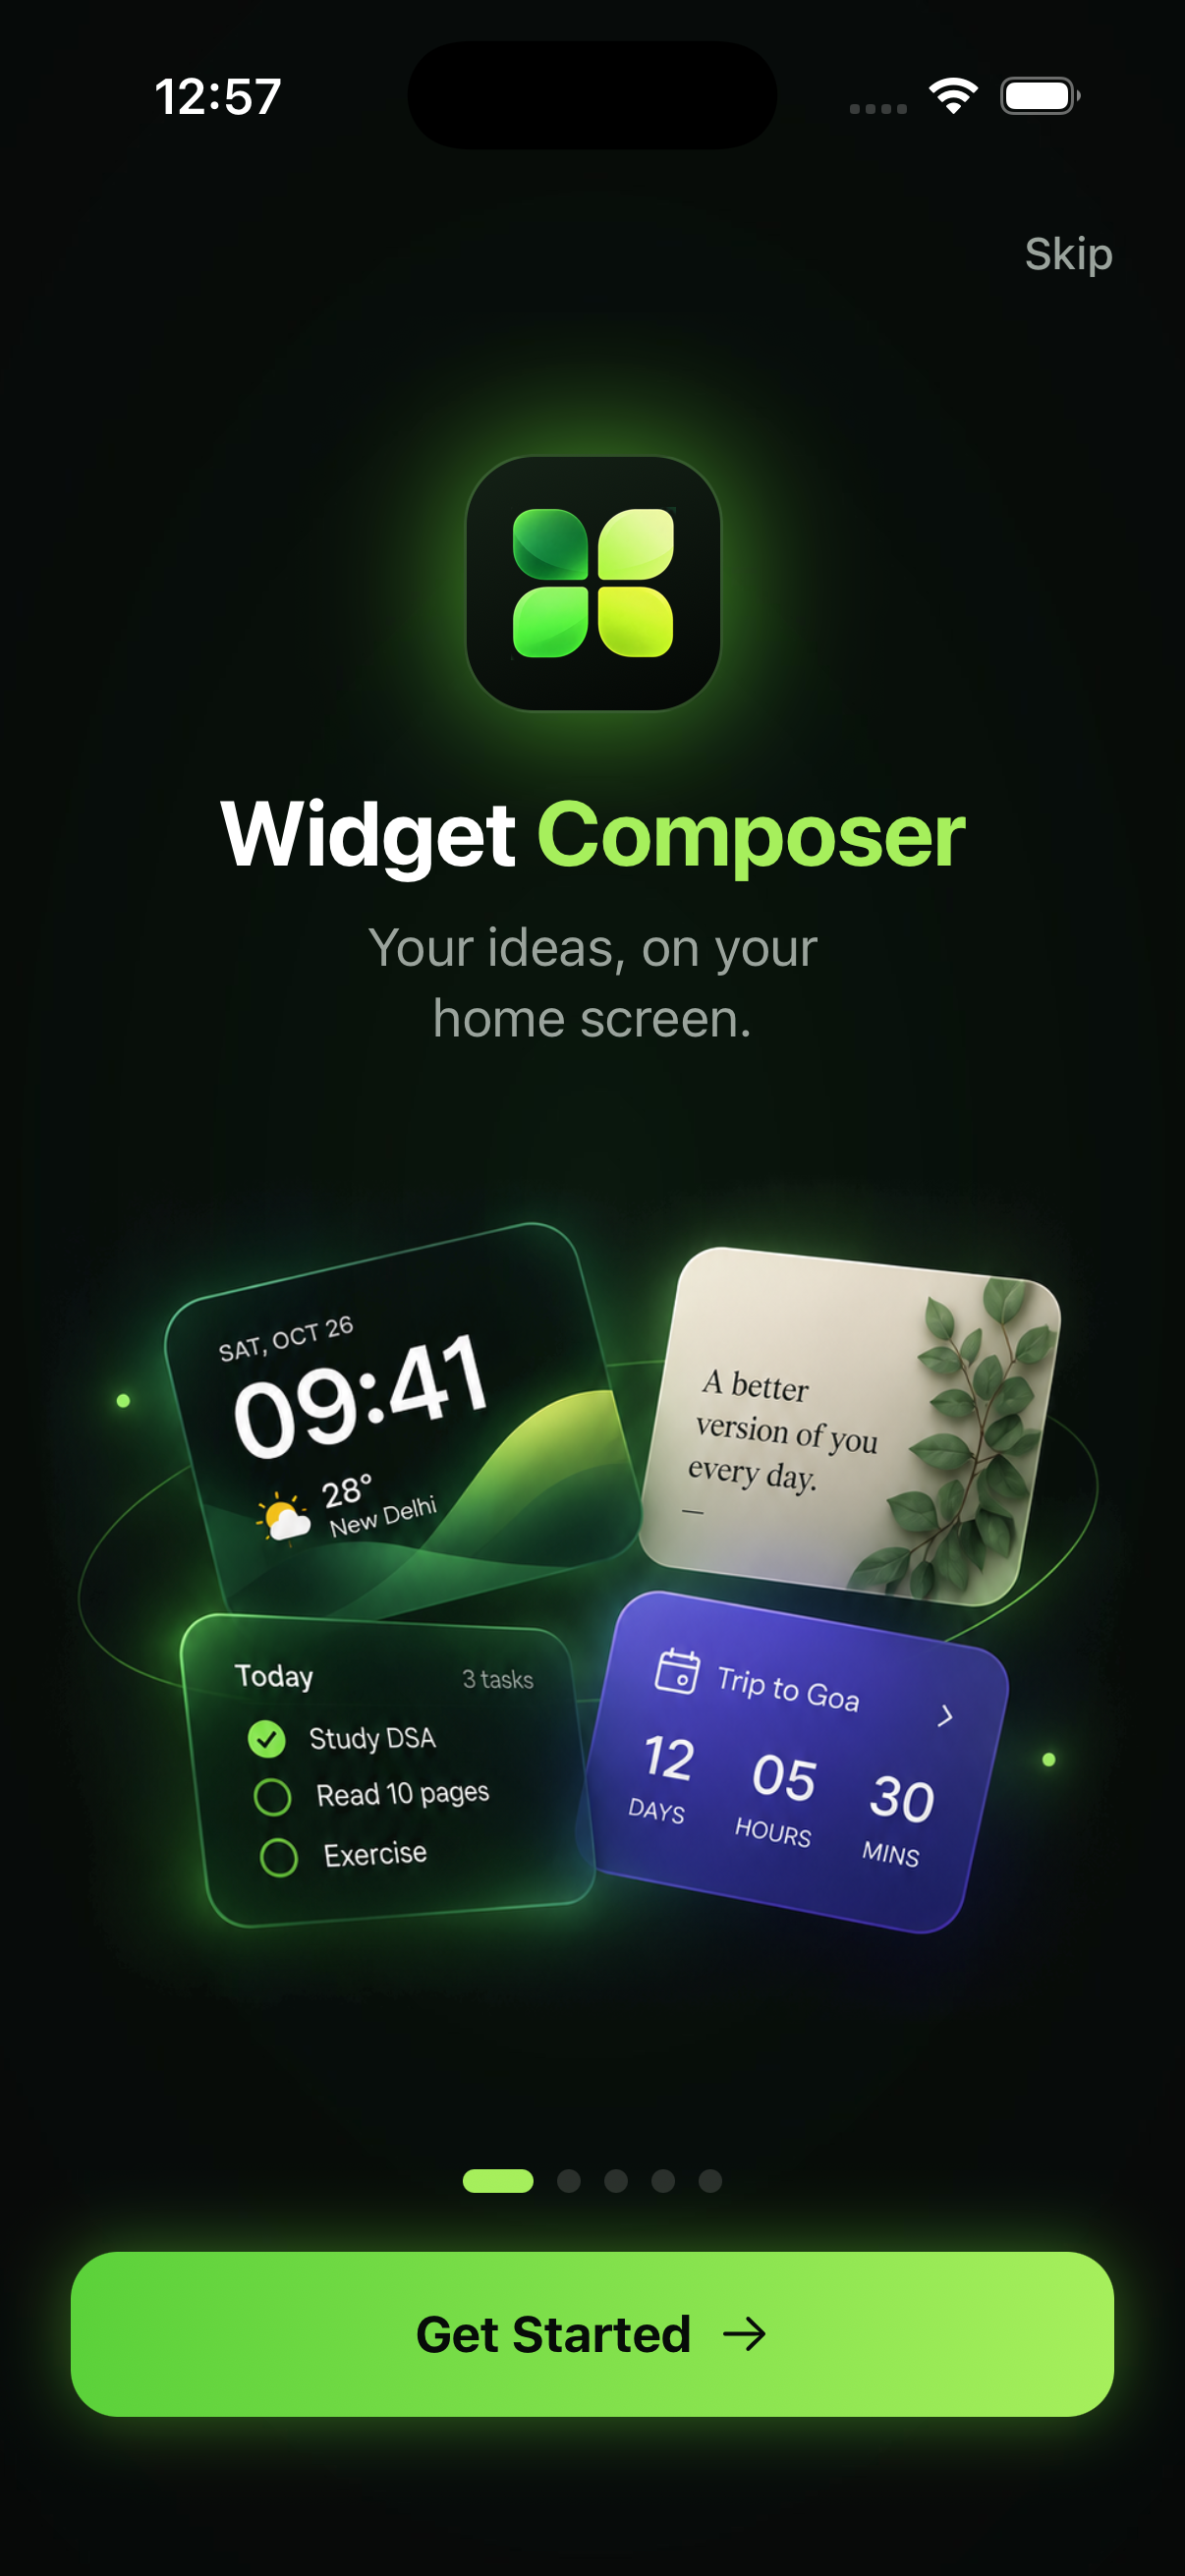 12:57
Skip
Widget Composer
Your ideas, on your
home screen.
SAT, OCT 26
09:41
28°
New Delhi
A better
version of you
every day.
—
Today 3 tasks
Study DSA
Read 10 pages
Exercise
Trip to Goa
12 05 30
DAYS HOURS MINS
Get Started →